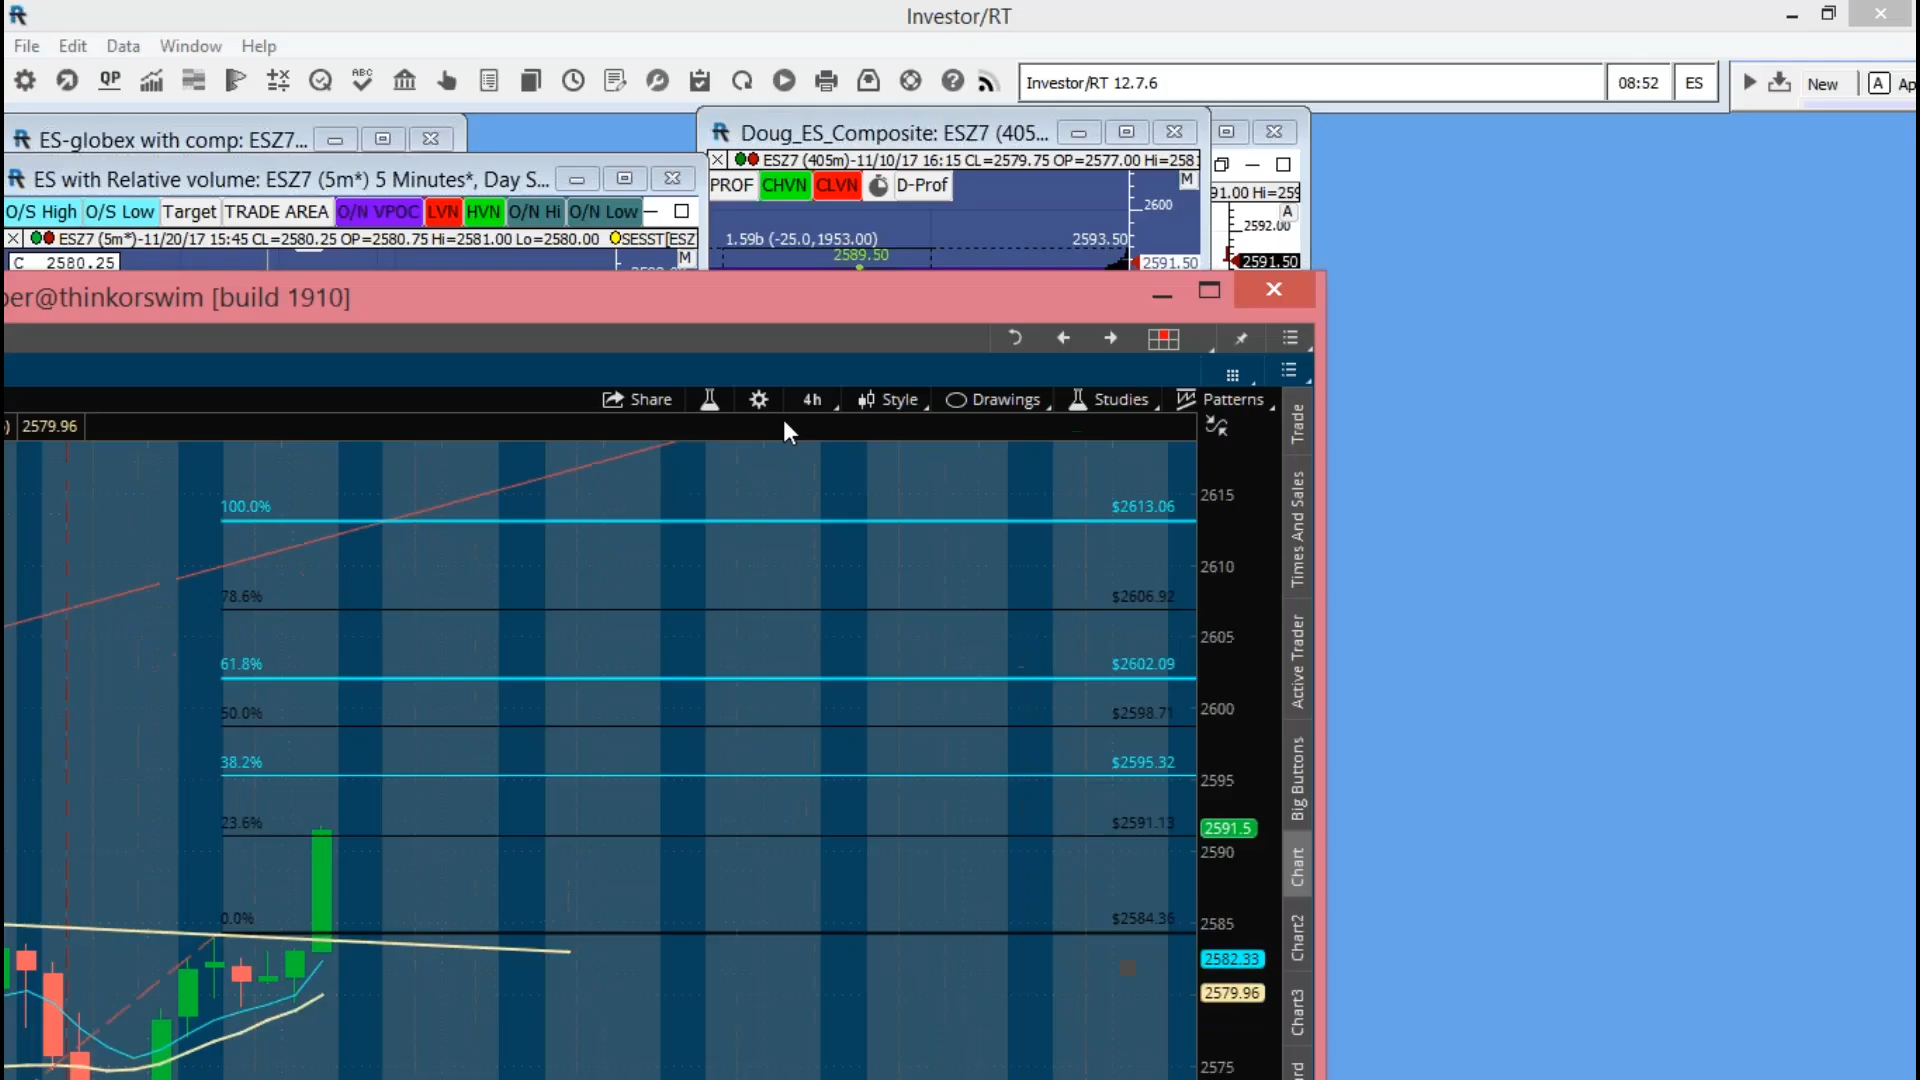 Investor/RT
File Edit Data Window Help
QP ABC Investor/RT 12.7.6 08:52 ES New A Ap
ES-globex with comp: ESZ7...
Doug_ES_Composite: ESZ7 (405...
ESZ7 (405m)-11/10/17 16:15 CL=2579.75 OP=2577.00 Hi=2581
PROF CHVN CLVN D-Prof M
2600
1.59b (-25.0,1953.00) 2593.50
2589.50
2591.50
91.00 Hi=259
A
2592.00
2591.50
ES with Relative volume: ESZ7 (5m*) 5 Minutes*, Day S...
O/S High O/S Low Target TRADE AREA O/N VPOC LVN HVN O/N Hi O/N Low
ESZ7 (5m*)-11/20/17 15:45 CL=2580.25 OP=2580.75 Hi=2581.00 Lo=2580.00 SESST[ESZ
C 2580.25 M
per@thinkorswim [build 1910]
Share 4h Style Drawings Studies Patterns
) 2579.96
100.0% $2613.06
78.6% $2606.92
61.8% $2602.09
50.0% $2598.71
38.2% $2595.32
23.6% $2591.13
0.0% $2584.36
2615
2610
2605
2600
2595
2591.5
2590
2585
2582.33
2579.96
2575
Trade
Times And Sales
Active Trader
Big Buttons
Chart
Chart2
Chart3